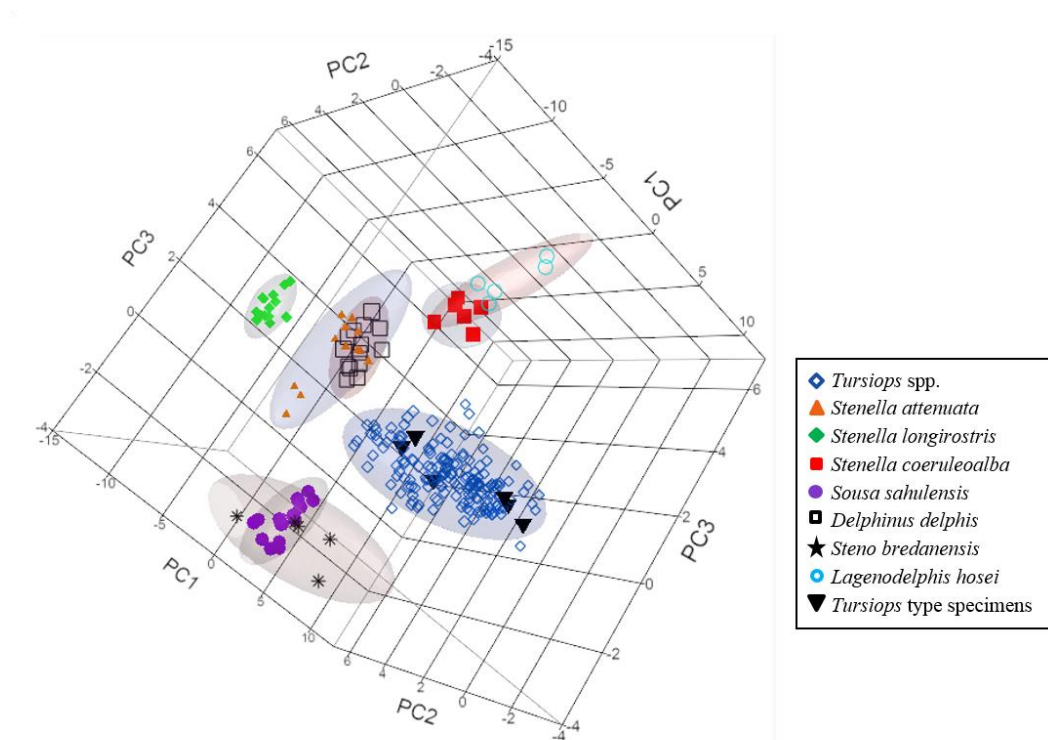 PC2
-15
-4
-2
0
2
4
6
-10
-5
0
5
10
PC1
6
4
2
0
-2
-4
PC3
-15
-10
-5
0
5
10
PC1
6
4
2
0
-2
-4
PC2
6
4
2
0
-2
-4
PC3
Tursiops spp.
Stenella attenuata
Stenella longirostris
Stenella coeruleoalba
Sousa sahulensis
Delphinus delphis
Steno bredanensis
Lagenodelphis hosei
Tursiops type specimens